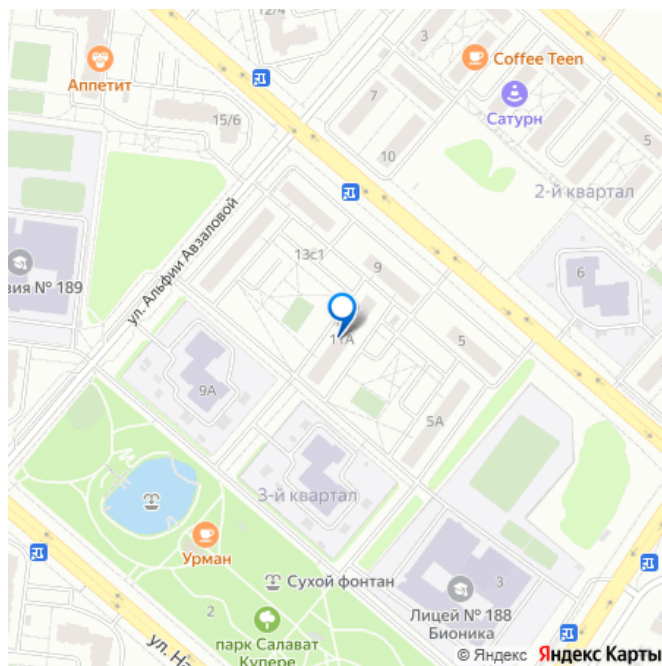 12/4
3
Coffee Teen
Аппетит
7
Сатурн
15/6
5
10
2-й квартал
ул. Альфии Авзаловой
13с1
9
6
вия № 189
11А
5
9А
5А
3-й квартал
Урман
Сухой фонтан
3
2
Лицей № 188
Бионика
парк Салават
Купере
ул. На
© Яндекс Яндекс Карты